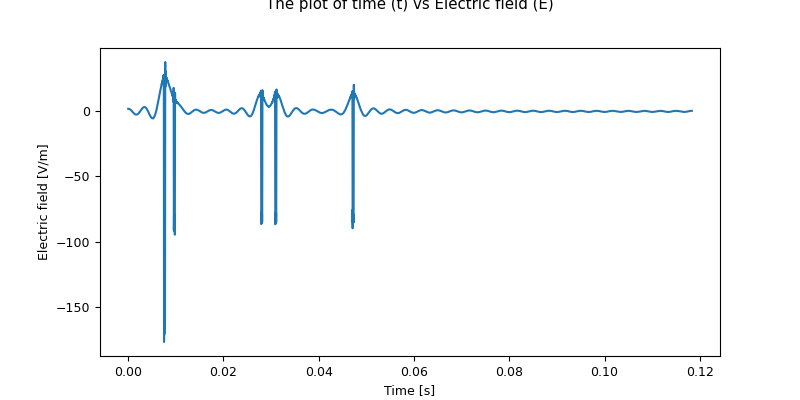 The plot of time (t) vs Electric field (E)
0
−50
−100
−150
Electric field [V/m]
0.00 0.02 0.04 0.06 0.08 0.10 0.12
Time [s]